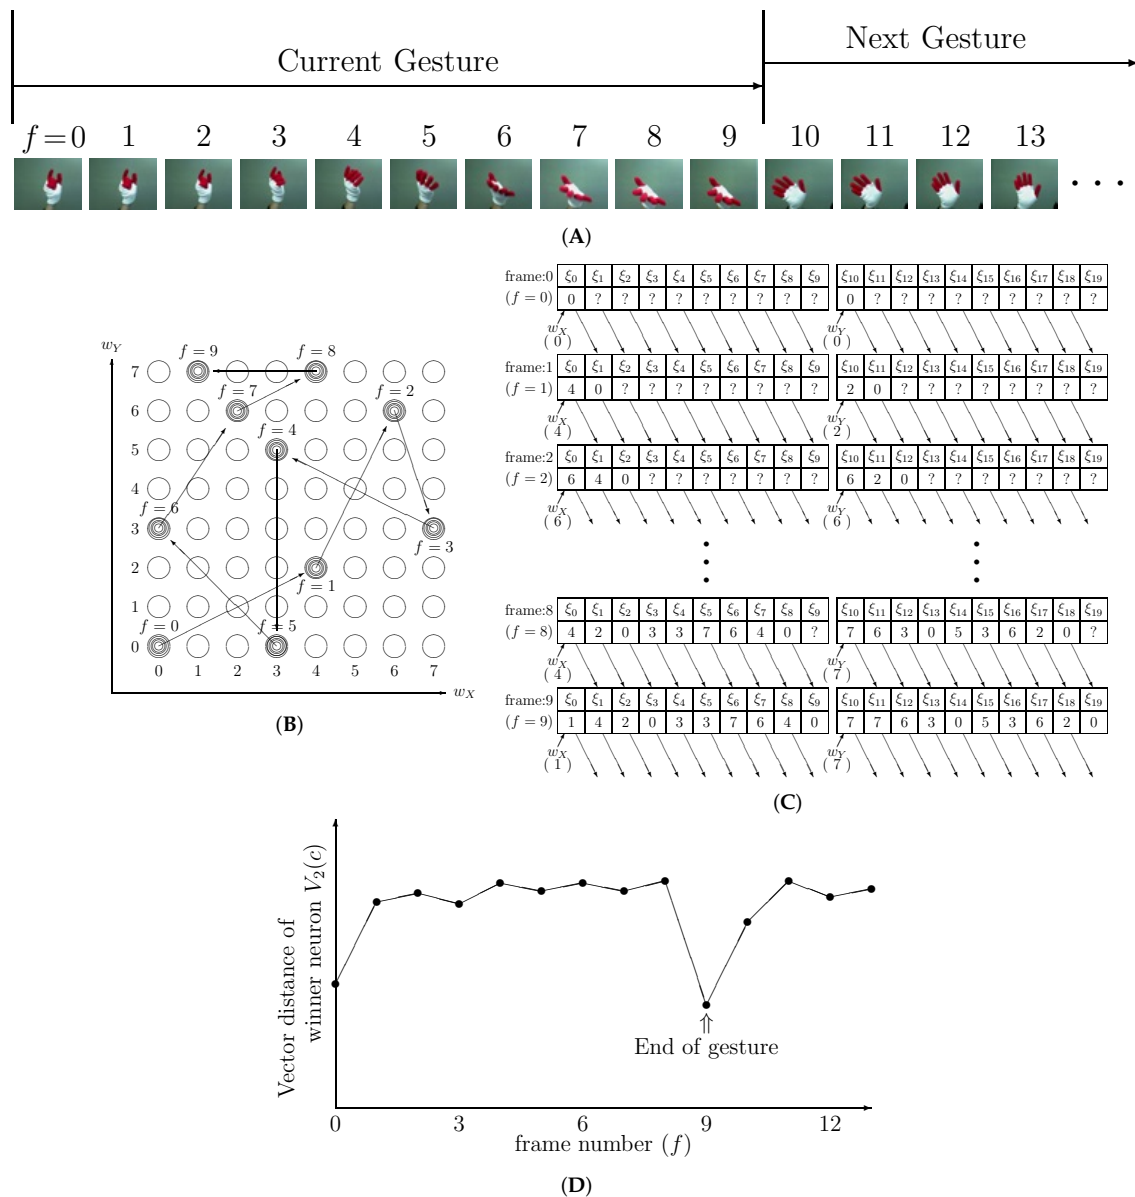 Current Gesture
Next Gesture
f=0 1 2 3 4 5 6 7 8 9 10 11 12 13 · · ·
(A)
w_Y
7 6 5 4 3 2 1 0
f = 9 f = 8
f = 7 f = 2
f = 4
f = 6
f = 3
f = 1
f = 0 f = 5
0 1 2 3 4 5 6 7
w_X
(B)
frame:0 ξ0 ξ1 ξ2 ξ3 ξ4 ξ5 ξ6 ξ7 ξ8 ξ9 ξ10 ξ11 ξ12 ξ13 ξ14 ξ15 ξ16 ξ17 ξ18 ξ19
(f = 0) 0 ? ? ? ? ? ? ? ? ? 0 ? ? ? ? ? ? ? ? ?
w_X w_Y
( 0 ) ( 0 )
frame:1 ξ0 ξ1 ξ2 ξ3 ξ4 ξ5 ξ6 ξ7 ξ8 ξ9 ξ10 ξ11 ξ12 ξ13 ξ14 ξ15 ξ16 ξ17 ξ18 ξ19
(f = 1) 4 0 ? ? ? ? ? ? ? ? 2 0 ? ? ? ? ? ? ? ?
w_X w_Y
( 4 ) ( 2 )
frame:2 ξ0 ξ1 ξ2 ξ3 ξ4 ξ5 ξ6 ξ7 ξ8 ξ9 ξ10 ξ11 ξ12 ξ13 ξ14 ξ15 ξ16 ξ17 ξ18 ξ19
(f = 2) 6 4 0 ? ? ? ? ? ? ? 6 2 0 ? ? ? ? ? ? ?
w_X w_Y
( 6 ) ( 6 )
frame:8 ξ0 ξ1 ξ2 ξ3 ξ4 ξ5 ξ6 ξ7 ξ8 ξ9 ξ10 ξ11 ξ12 ξ13 ξ14 ξ15 ξ16 ξ17 ξ18 ξ19
(f = 8) 4 2 0 3 3 7 6 4 0 ? 7 6 3 0 5 3 6 2 0 ?
w_X w_Y
( 4 ) ( 7 )
frame:9 ξ0 ξ1 ξ2 ξ3 ξ4 ξ5 ξ6 ξ7 ξ8 ξ9 ξ10 ξ11 ξ12 ξ13 ξ14 ξ15 ξ16 ξ17 ξ18 ξ19
(f = 9) 1 4 2 0 3 3 7 6 4 0 7 7 6 3 0 5 3 6 2 0
w_X w_Y
( 1 ) ( 7 )
(C)
Vector distance of
winner neuron V2(c)
⇑
End of gesture
0 3 6 9 12
frame number (f)
(D)